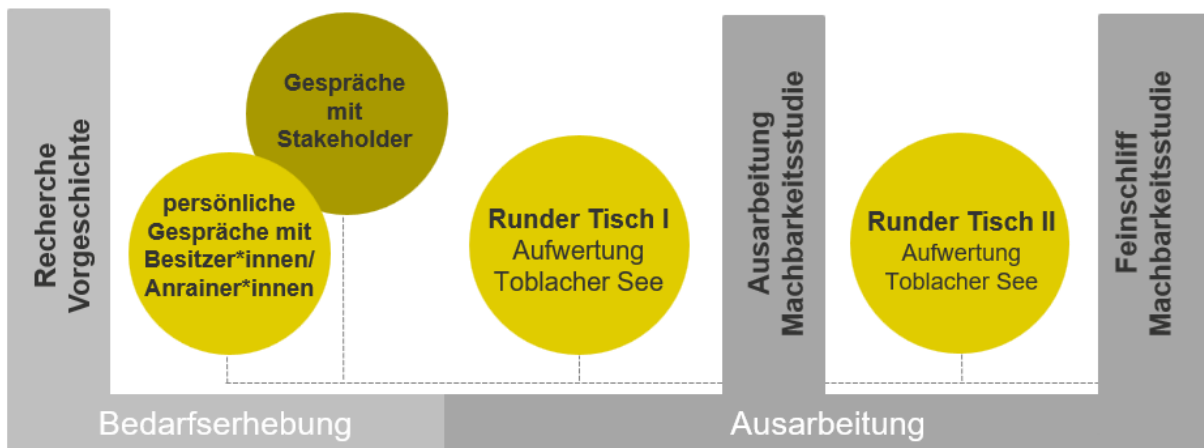 Recherche
Vorgeschichte
persönliche
Gespräche mit
Besitzer*innen/
Anrainer*innen
Gespräche
mit
Stakeholder
Runder Tisch I
Aufwertung
Toblacher See
Ausarbeitung
Machbarkeitsstudie
Runder Tisch II
Aufwertung
Toblacher See
Feinschliff
Machbarkeitsstudie
Bedarfserhebung
Ausarbeitung